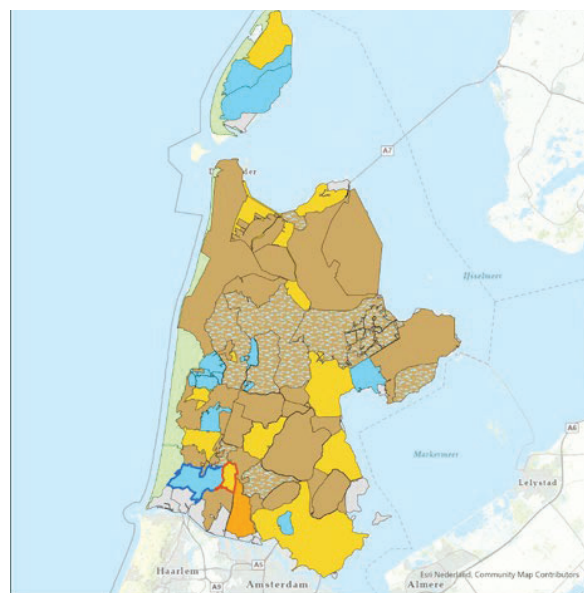 A7
IJsselmeer
Markermeer
A6
Lelystad
A5
Haarlem
A9
Amsterdam
Almere
Esri Nederland, Community Map Contributors